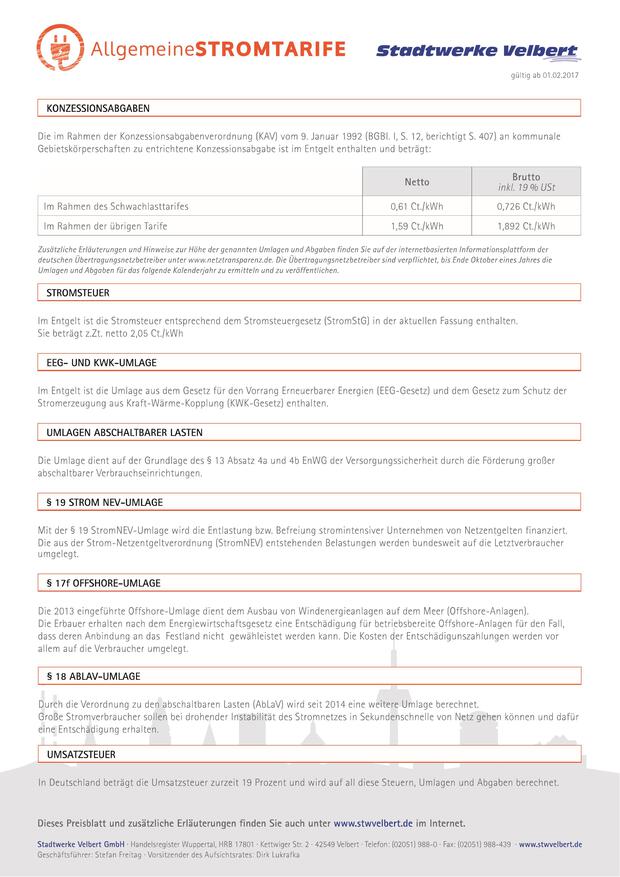 AllgemeineSTROMTARIFE
Stadtwerke Velbert
gültig ab 01.02.2017
KONZESSIONSABGABEN
Die im Rahmen der Konzessionsabgabenverordnung (KAV) vom 9. Januar 1992 (BGBl. I, S. 12, berichtigt S. 407) an kommunale
Gebietskörperschaften zu entrichtene Konzessionsabgabe ist im Entgelt enthalten und beträgt:
Netto
Brutto
inkl. 19 % USt
Im Rahmen des Schwachlasttarifes 0,61 Ct./kWh 0,726 Ct./kWh
Im Rahmen der übrigen Tarife 1,59 Ct./kWh 1,892 Ct./kWh
Zusätzliche Erläuterungen und Hinweise zur Höhe der genannten Umlagen und Abgaben finden Sie auf der internetbasierten Informationsplattform der
deutschen Übertragungsnetzbetreiber unter www.netztransparenz.de. Die Übertragungsnetzbetreiber sind verpflichtet, bis Ende Oktober eines Jahres die
Umlagen und Abgaben für das folgende Kalenderjahr zu ermitteln und zu veröffentlichen.
STROMSTEUER
Im Entgelt ist die Stromsteuer entsprechend dem Stromsteuergesetz (StromStG) in der aktuellen Fassung enthalten.
Sie beträgt z.Zt. netto 2,05 Ct./kWh
EEG- UND KWK-UMLAGE
Im Entgelt ist die Umlage aus dem Gesetz für den Vorrang Erneuerbarer Energien (EEG-Gesetz) und dem Gesetz zum Schutz der
Stromerzeugung aus Kraft-Wärme-Kopplung (KWK-Gesetz) enthalten.
UMLAGEN ABSCHALTBARER LASTEN
Die Umlage dient auf der Grundlage des § 13 Absatz 4a und 4b EnWG der Versorgungssicherheit durch die Förderung großer
abschaltbarer Verbrauchseinrichtungen.
§ 19 STROM NEV-UMLAGE
Mit der § 19 StromNEV-Umlage wird die Entlastung bzw. Befreiung stromintensiver Unternehmen von Netzentgelten finanziert.
Die aus der Strom-Netzentgeltverordnung (StromNEV) entstehenden Belastungen werden bundesweit auf die Letztverbraucher
umgelegt.
§ 17f OFFSHORE-UMLAGE
Die 2013 eingeführte Offshore-Umlage dient dem Ausbau von Windenergieanlagen auf dem Meer (Offshore-Anlagen).
Die Erbauer erhalten nach dem Energiewirtschaftsgesetz eine Entschädigung für betriebsbereite Offshore-Anlagen für den Fall,
dass deren Anbindung an das Festland nicht gewähleistet werden kann. Die Kosten der Entschädigunszahlungen werden vor
allem auf die Verbraucher umgelegt.
§ 18 ABLAV-UMLAGE
Durch die Verordnung zu den abschaltbaren Lasten (AbLaV) wird seit 2014 eine weitere Umlage berechnet.
Große Stromverbraucher sollen bei drohender Instabilität des Stromnetzes in Sekundenschnelle von Netz gehen können und dafür
eine Entschädigung erhalten.
UMSATZSTEUER
In Deutschland beträgt die Umsatzsteuer zurzeit 19 Prozent und wird auf all diese Steuern, Umlagen und Abgaben berechnet.
Dieses Preisblatt und zusätzliche Erläuterungen finden Sie auch unter www.stwvelbert.de im Internet.
Stadtwerke Velbert GmbH · Handelsregister Wuppertal, HRB 17801 · Kettwiger Str. 2 · 42549 Velbert · Telefon: (02051) 988-0 · Fax: (02051) 988-439 · www.stwvelbert.de
Geschäftsführer: Stefan Freitag · Vorsitzender des Aufsichtsrates: Dirk Lukrafka